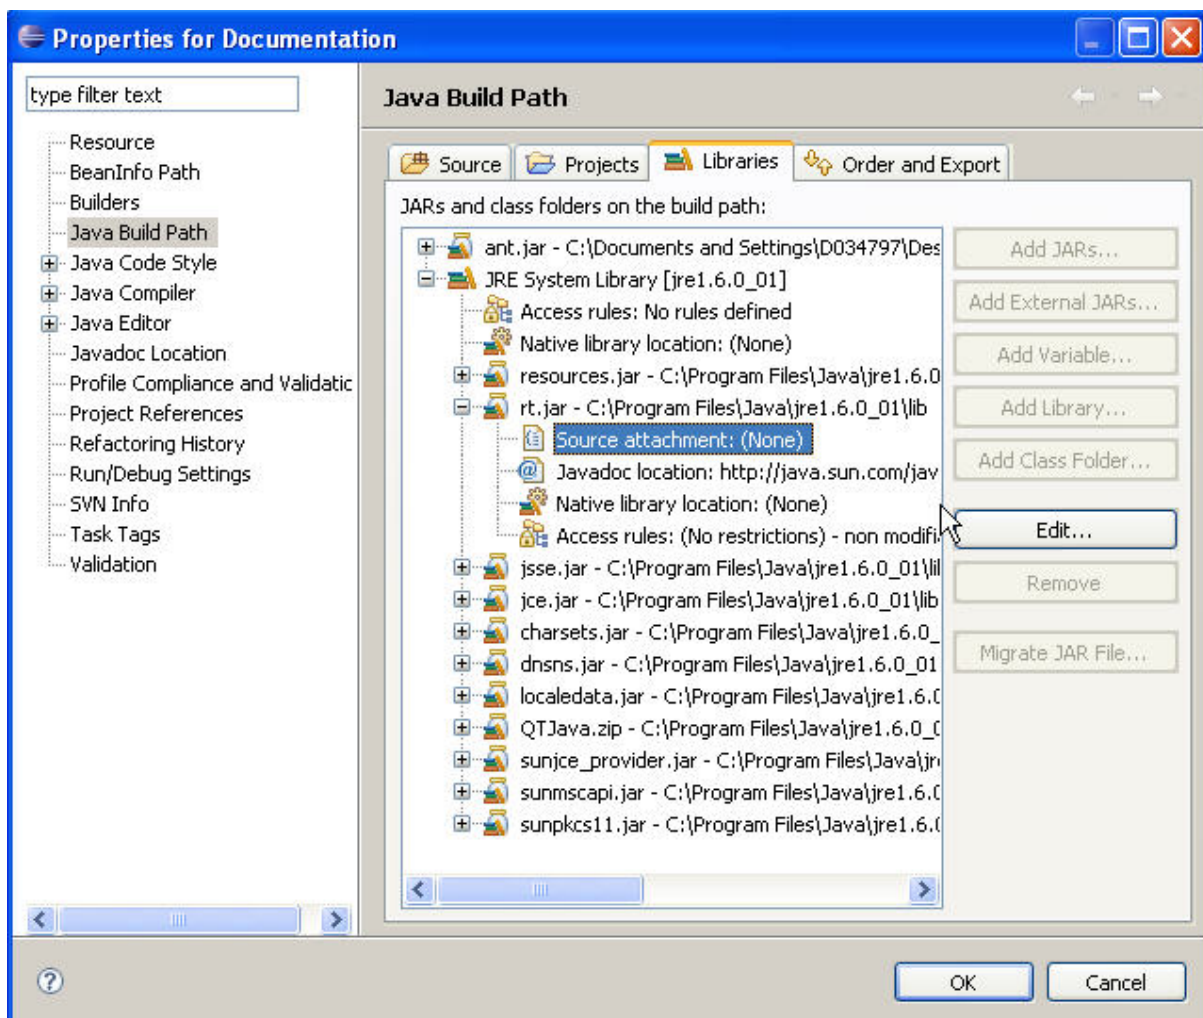 Properties for Documentation
type filter text
Resource
BeanInfo Path
Builders
Java Build Path
Java Code Style
Java Compiler
Java Editor
Javadoc Location
Profile Compliance and Validatic
Project References
Refactoring History
Run/Debug Settings
SVN Info
Task Tags
Validation
Java Build Path
Source
Projects
Libraries
Order and Export
JARs and class folders on the build path:
ant.jar - C:\Documents and Settings\D034797\Des
JRE System Library [jre1.6.0_01]
Access rules: No rules defined
Native library location: (None)
resources.jar - C:\Program Files\Java\jre1.6.0
rt.jar - C:\Program Files\Java\jre1.6.0_01\lib
Source attachment: (None)
Javadoc location: http://java.sun.com/jav
Native library location: (None)
Access rules: (No restrictions) - non modifi
jsse.jar - C:\Program Files\Java\jre1.6.0_01\lil
jce.jar - C:\Program Files\Java\jre1.6.0_01\lib
charsets.jar - C:\Program Files\Java\jre1.6.0_
dnsns.jar - C:\Program Files\Java\jre1.6.0_01
localedata.jar - C:\Program Files\Java\jre1.6.0
QTJava.zip - C:\Program Files\Java\jre1.6.0_0
sunjce_provider.jar - C:\Program Files\Java\jr
sunmscapi.jar - C:\Program Files\Java\jre1.6.0
sunpkcs11.jar - C:\Program Files\Java\jre1.6.0
Add JARs...
Add External JARs...
Add Variable...
Add Library...
Add Class Folder...
Edit...
Remove
Migrate JAR File...
OK
Cancel